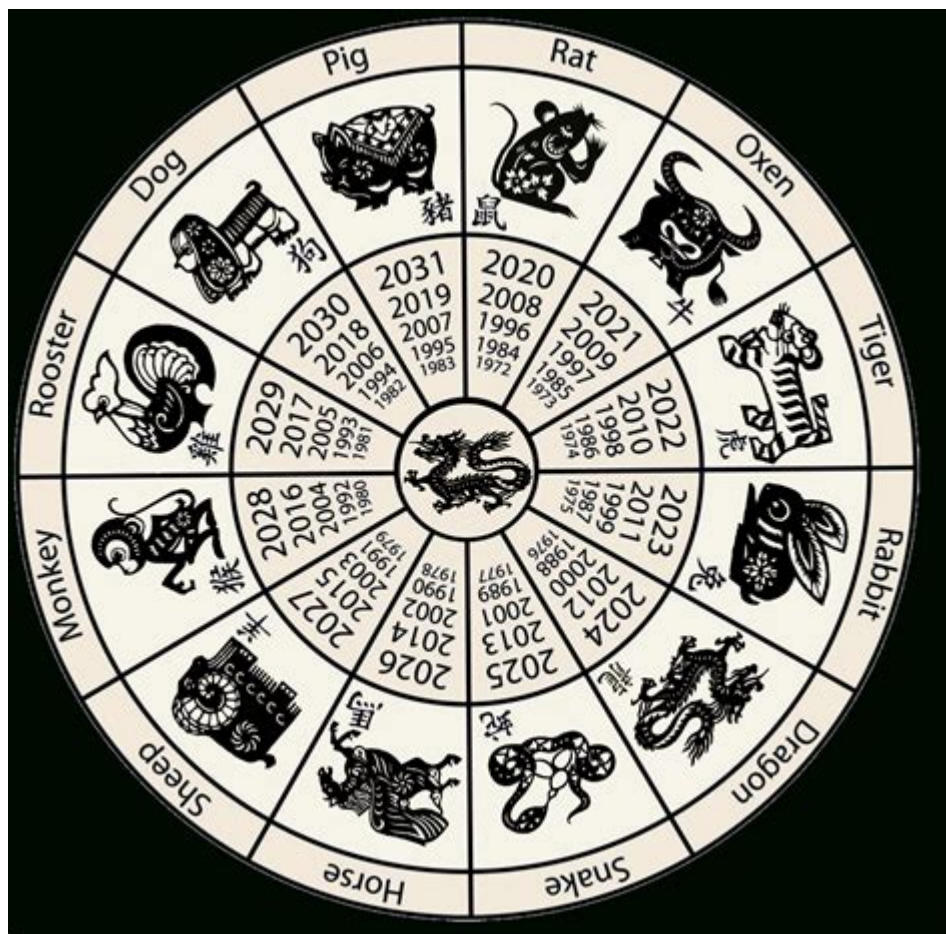 Rat
鼠
2020
2008
1996
1984
1972
Oxen
牛
2021
2009
1997
1985
1973
Tiger
虎
2022
2010
1998
1986
1974
Rabbit
兔
2023
2011
1999
1987
1975
Dragon
龍
2024
2012
2000
1988
1976
Snake
蛇
2025
2013
2001
1989
1977
Horse
馬
2026
2014
2002
1990
1978
Sheep
羊
2027
2015
2003
1991
1979
Monkey
猴
2028
2016
2004
1992
1980
Rooster
雞
2029
2017
2005
1993
1981
Dog
狗
2030
2018
2006
1994
1982
Pig
豬
2031
2019
2007
1995
1983